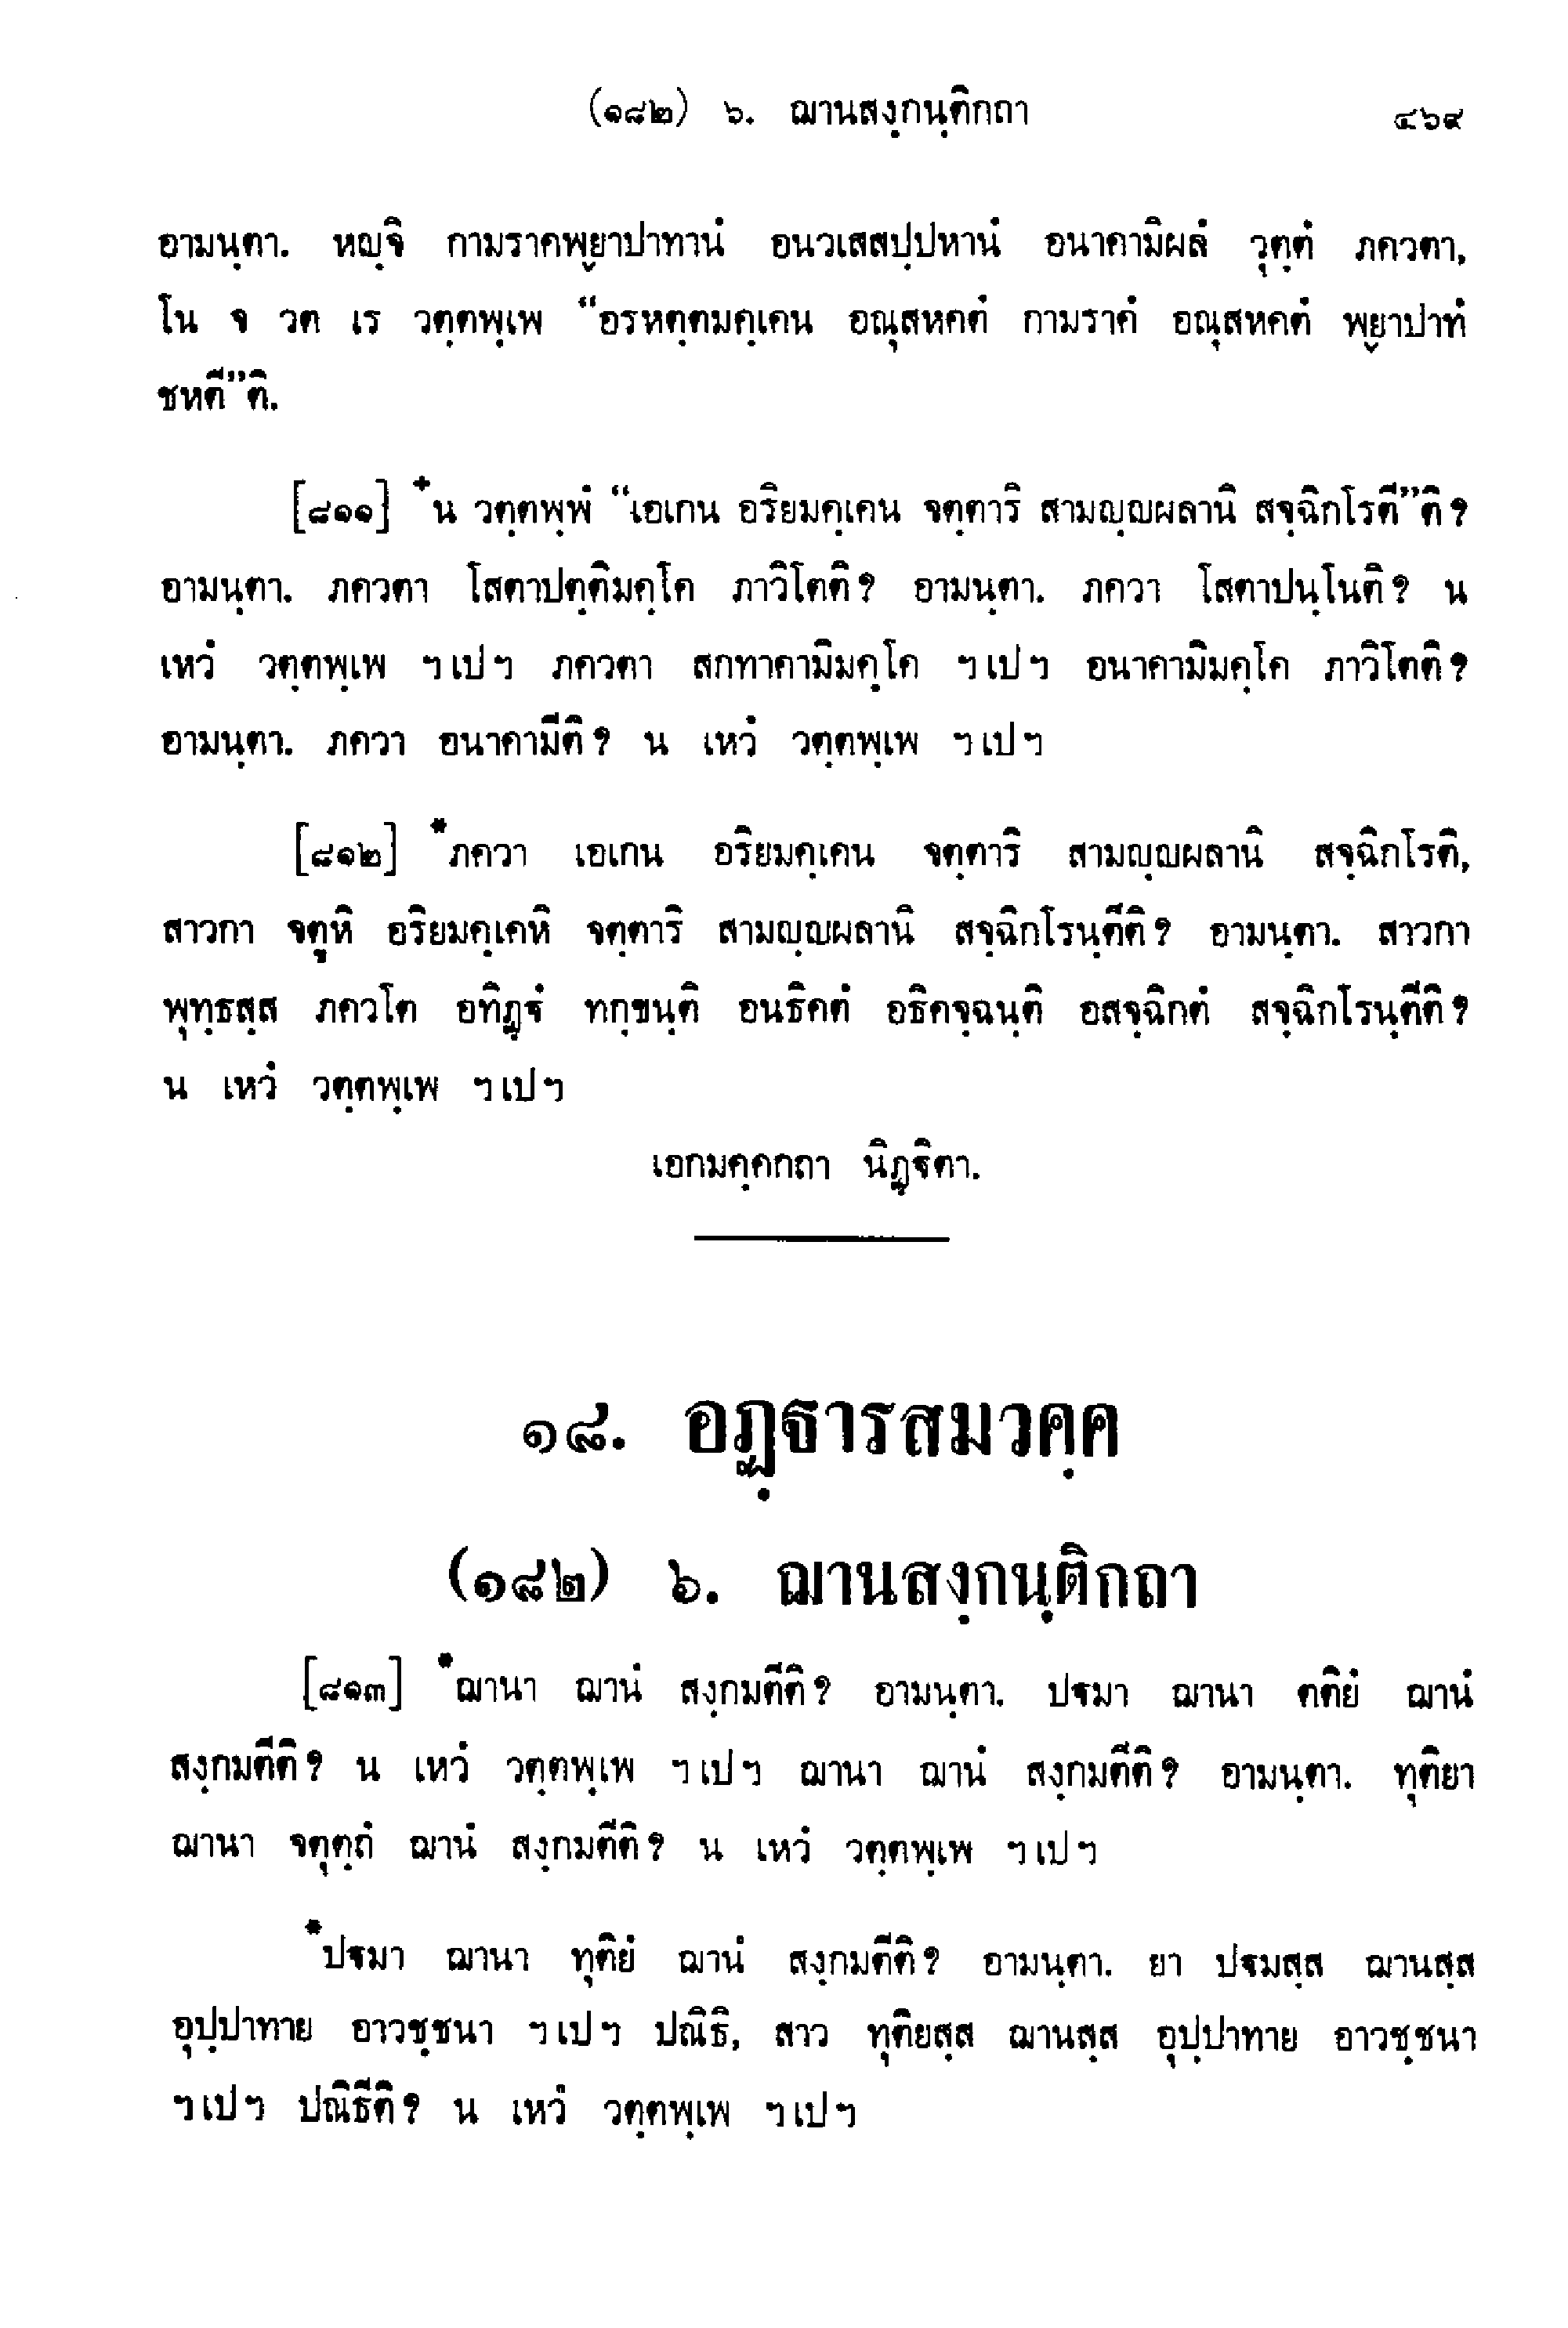 (๑๘๒) ๖. ฌานสงฺกนฺติกถา ๔๖๙
อามนฺตา. หญฺจิ กามราคพฺยาปาทานํ อนวเสสปฺปหานํ อนาคามิผลํ วุตฺตํ ภควตา,
โน จ วต เร วตฺตพฺเพ “อรหตฺตมคฺเคน อณุสหคตํ กามราคํ อณุสหคตํ พฺยาปาทํ
ชหตี”ติ.
[๘๑๑] ⁺น วตฺตพฺพํ “เอเกน อริยมคฺเคน จตฺตาริ สามญฺญผลานิ สจฺฉิกโรตี”ติ?
อามนฺตา. ภควตา โสตาปตฺติมคฺโค ภาวิโตติ? อามนฺตา. ภควา โสตาปนฺโนติ? น
เหวํ วตฺตพฺเพ ฯเปฯ ภควตา สกทาคามิมคฺโค ฯเปฯ อนาคามิมคฺโค ภาวิโตติ?
อามนฺตา. ภควา อนาคามีติ? น เหวํ วตฺตพฺเพ ฯเปฯ
[๘๑๒] *ภควา เอเกน อริยมคฺเคน จตฺตาริ สามญฺญผลานิ สจฺฉิกโรติ,
สาวกา จตูหิ อริยมคฺเคหิ จตฺตาริ สามญฺญผลานิ สจฺฉิกโรนฺตีติ? อามนฺตา. สาวกา
พุทฺธสฺส ภควโต อทิฏฺฐํ ทกฺขนฺติ อนธิคตํ อธิคจฺฉนฺติ อสจฺฉิกตํ สจฺฉิกโรนฺตีติ?
น เหวํ วตฺตพฺเพ ฯเปฯ
เอกมคฺคกถา นิฏฺฐิตา.
๑๘. อฏฺฐารสมวคฺค
(๑๘๒) ๖. ฌานสงฺกนฺติกถา
[๘๑๓] *ฌานา ฌานํ สงฺกมตีติ? อามนฺตา. ปฐมา ฌานา ตติยํ ฌานํ
สงฺกมตีติ? น เหวํ วตฺตพฺเพ ฯเปฯ ฌานา ฌานํ สงฺกมตีติ? อามนฺตา. ทุติยา
ฌานา จตุตฺถํ ฌานํ สงฺกมตีติ? น เหวํ วตฺตพฺเพ ฯเปฯ
*ปฐมา ฌานา ทุติยํ ฌานํ สงฺกมตีติ? อามนฺตา. ยา ปฐมสฺส ฌานสฺส
อุปฺปาทาย อาวชฺชนา ฯเปฯ ปณิธิ, สาว ทุติยสฺส ฌานสฺส อุปฺปาทาย อาวชฺชนา
ฯเปฯ ปณิธีติ? น เหวํ วตฺตพฺเพ ฯเปฯ